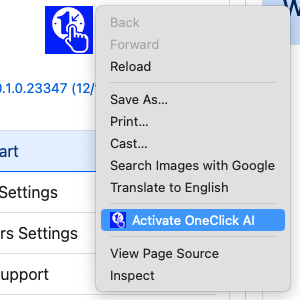 Back
Forward
Reload
Save As...
Print...
Cast...
Search Images with Google
Translate to English
Activate OneClick AI
View Page Source
Inspect
0.1.0.23347 (12/
art
Settings
rs Settings
upport
W